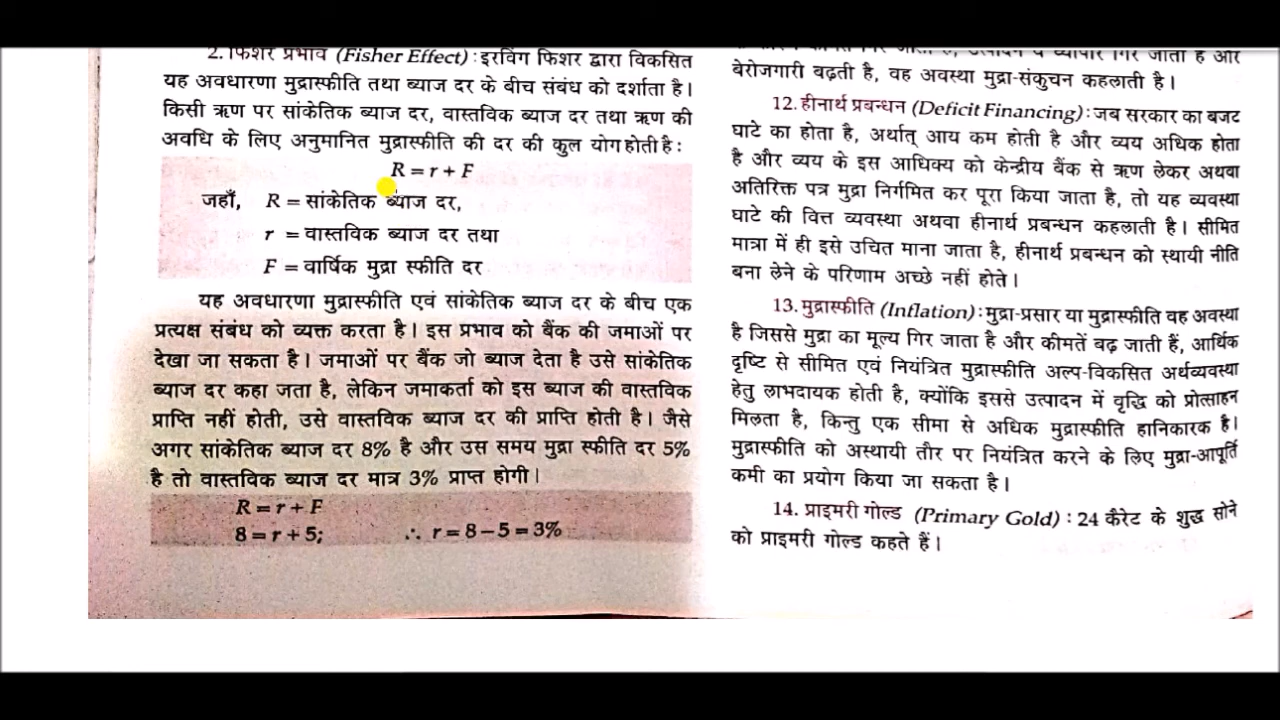 2. फिशर प्रभाव (Fisher Effect) : इरविंग फिशर द्वारा विकसित
यह अवधारणा मुद्रास्फीति तथा ब्याज दर के बीच संबंध को दर्शाता है।
किसी ऋण पर सांकेतिक ब्याज दर, वास्तविक ब्याज दर तथा ऋण की
अवधि के लिए अनुमानित मुद्रास्फीति की दर की कुल योग होती है :
R = r + F
जहाँ, R = सांकेतिक ब्याज दर,
r = वास्तविक ब्याज दर तथा
F = वार्षिक मुद्रा स्फीति दर
यह अवधारणा मुद्रास्फीति एवं सांकेतिक ब्याज दर के बीच एक
प्रत्यक्ष संबंध को व्यक्त करता है। इस प्रभाव को बैंक की जमाओं पर
देखा जा सकता है। जमाओं पर बैंक जो ब्याज देता है उसे सांकेतिक
ब्याज दर कहा जता है, लेकिन जमाकर्ता को इस ब्याज की वास्तविक
प्राप्ति नहीं होती, उसे वास्तविक ब्याज दर की प्राप्ति होती है। जैसे
अगर सांकेतिक ब्याज दर 8% है और उस समय मुद्रा स्फीति दर 5%
है तो वास्तविक ब्याज दर मात्र 3% प्राप्त होगी।
R = r + F
8 = r + 5; ∴ r = 8 – 5 = 3%
गिर जाता है और
बेरोजगारी बढ़ती है, वह अवस्था मुद्रा-संकुचन कहलाती है।
12. हीनार्थ प्रबन्धन (Deficit Financing) : जब सरकार का बजट
घाटे का होता है, अर्थात् आय कम होती है और व्यय अधिक होता
है और व्यय के इस आधिक्य को केन्द्रीय बैंक से ऋण लेकर अथवा
अतिरिक्त पत्र मुद्रा निर्गमित कर पूरा किया जाता है, तो यह व्यवस्था
घाटे की वित्त व्यवस्था अथवा हीनार्थ प्रबन्धन कहलाती है। सीमित
मात्रा में ही इसे उचित माना जाता है, हीनार्थ प्रबन्धन को स्थायी नीति
बना लेने के परिणाम अच्छे नहीं होते।
13. मुद्रास्फीति (Inflation) : मुद्रा-प्रसार या मुद्रास्फीति वह अवस्था
है जिससे मुद्रा का मूल्य गिर जाता है और कीमतें बढ़ जाती हैं, आर्थिक
दृष्टि से सीमित एवं नियंत्रित मुद्रास्फीति अल्प-विकसित अर्थव्यवस्था
हेतु लाभदायक होती है, क्योंकि इससे उत्पादन में वृद्धि को प्रोत्साहन
मिलता है, किन्तु एक सीमा से अधिक मुद्रास्फीति हानिकारक है।
मुद्रास्फीति को अस्थायी तौर पर नियंत्रित करने के लिए मुद्रा-आपूर्ति
कमी का प्रयोग किया जा सकता है।
14. प्राइमरी गोल्ड (Primary Gold) : 24 कैरेट के शुद्ध सोने
को प्राइमरी गोल्ड कहते हैं।